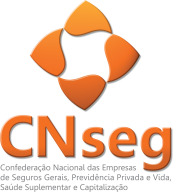 CNseg
Confederação Nacional das Empresas
de Seguros Gerais, Previdência Privada e Vida,
Saúde Suplementar e Capitalização